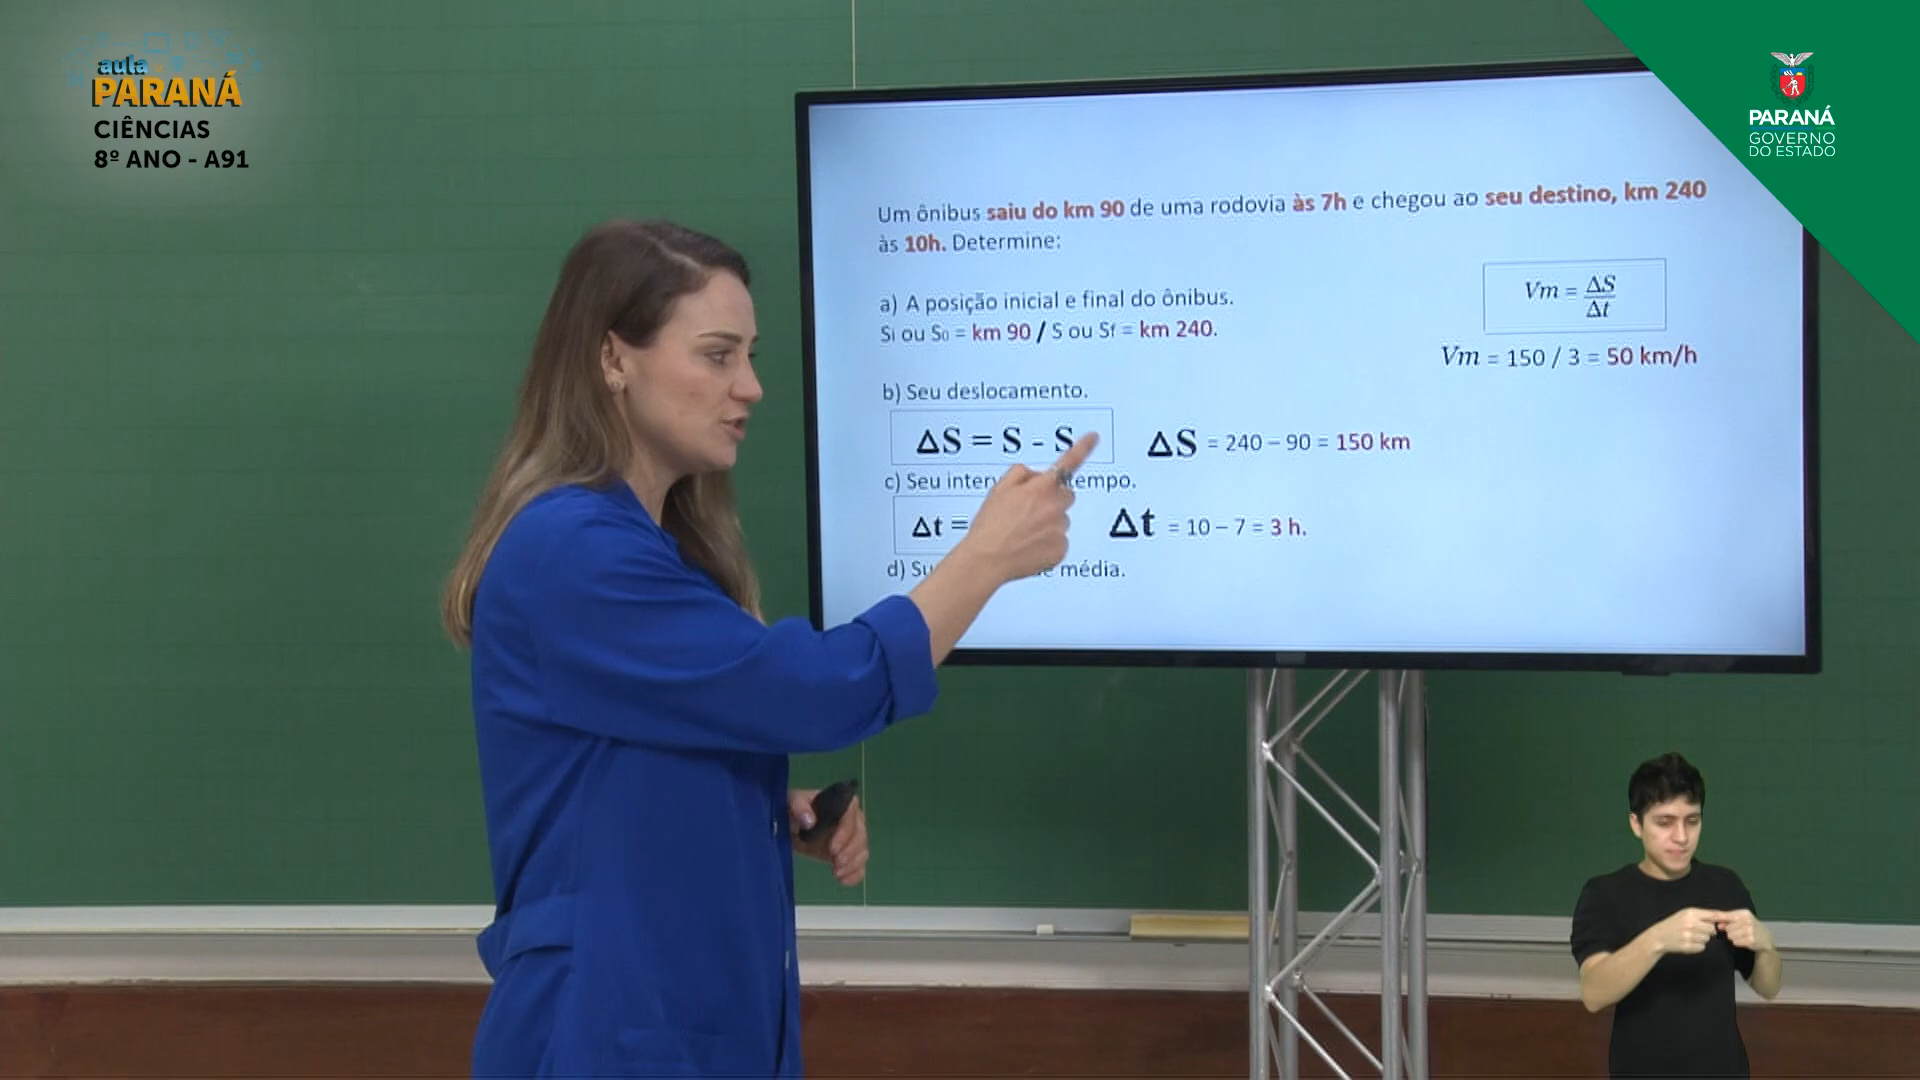 aula
PARANÁ
CIÊNCIAS
8º ANO - A91
PARANÁ
GOVERNO
DO ESTADO
Um ônibus saiu do km 90 de uma rodovia às 7h e chegou ao seu destino, km 240
às 10h. Determine:
a) A posição inicial e final do ônibus.
Si ou S₀ = km 90 / S ou Sf = km 240.
Vm = ΔS/Δt
Vm = 150 / 3 = 50 km/h
b) Seu deslocamento.
ΔS = S - S
ΔS = 240 – 90 = 150 km
c) Seu tempo.
Δt =
Δt = 10 – 7 = 3 h.
d) média.